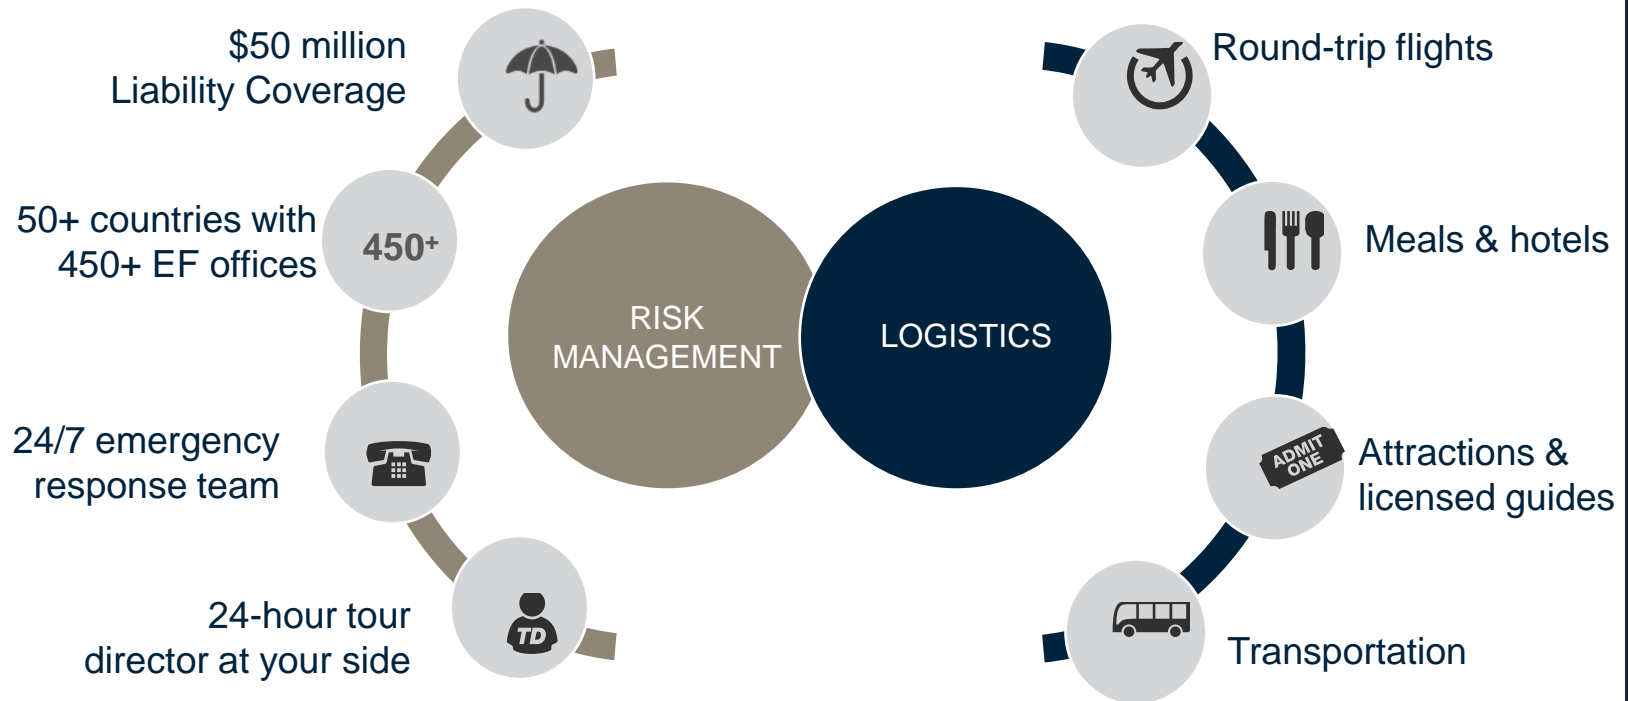 $50 million
Liability Coverage
50+ countries with
450+ EF offices
450+
24/7 emergency
response team
24-hour tour
director at your side
TD
RISK
MANAGEMENT
LOGISTICS
Round-trip flights
Meals & hotels
ADMIT
ONE
Attractions &
licensed guides
Transportation